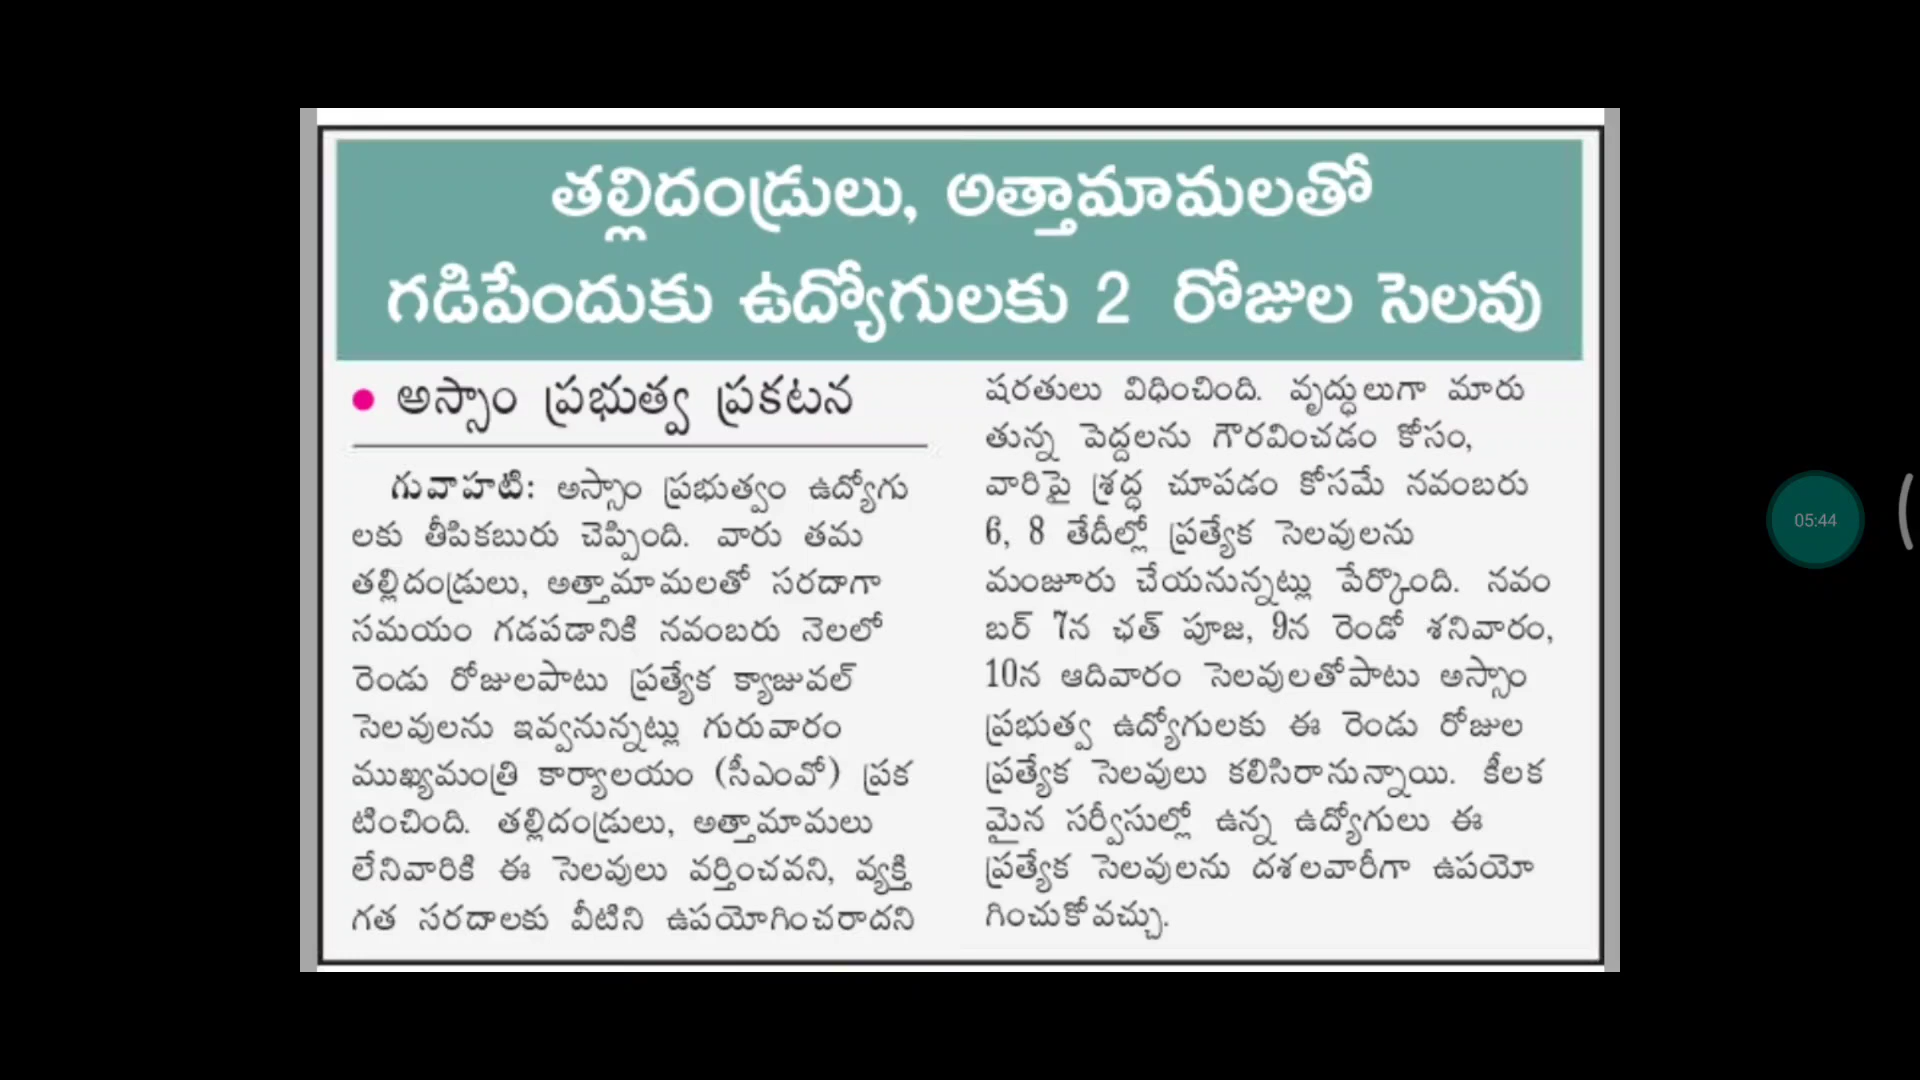 తల్లిదండ్రులు, అత్తామామలతో
గడిపేందుకు ఉద్యోగులకు 2 రోజుల సెలవు
• అస్సాం ప్రభుత్వ ప్రకటన
గువాహటి: అస్సాం ప్రభుత్వం ఉద్యోగు
లకు తీపికబురు చెప్పింది. వారు తమ
తల్లిదండ్రులు, అత్తామామలతో సరదాగా
సమయం గడపడానికి నవంబరు నెలలో
రెండు రోజులపాటు ప్రత్యేక క్యాజువల్
సెలవులను ఇవ్వనున్నట్లు గురువారం
ముఖ్యమంత్రి కార్యాలయం (సీఎంవో) ప్రక
టించింది. తల్లిదండ్రులు, అత్తామామలు
లేనివారికి ఈ సెలవులు వర్తించవని, వ్యక్తి
గత సరదాలకు వీటిని ఉపయోగించరాదని
షరతులు విధించింది. వృద్ధులుగా మారు
తున్న పెద్దలను గౌరవించడం కోసం,
వారిపై శ్రద్ధ చూపడం కోసమే నవంబరు
6, 8 తేదీల్లో ప్రత్యేక సెలవులను
మంజూరు చేయనున్నట్లు పేర్కొంది. నవం
బర్ 7న ఛత్ పూజ, 9న రెండో శనివారం,
10న ఆదివారం సెలవులతోపాటు అస్సాం
ప్రభుత్వ ఉద్యోగులకు ఈ రెండు రోజుల
ప్రత్యేక సెలవులు కలిసిరానున్నాయి. కీలక
మైన సర్వీసుల్లో ఉన్న ఉద్యోగులు ఈ
ప్రత్యేక సెలవులను దశలవారీగా ఉపయో
గించుకోవచ్చు.
05:44